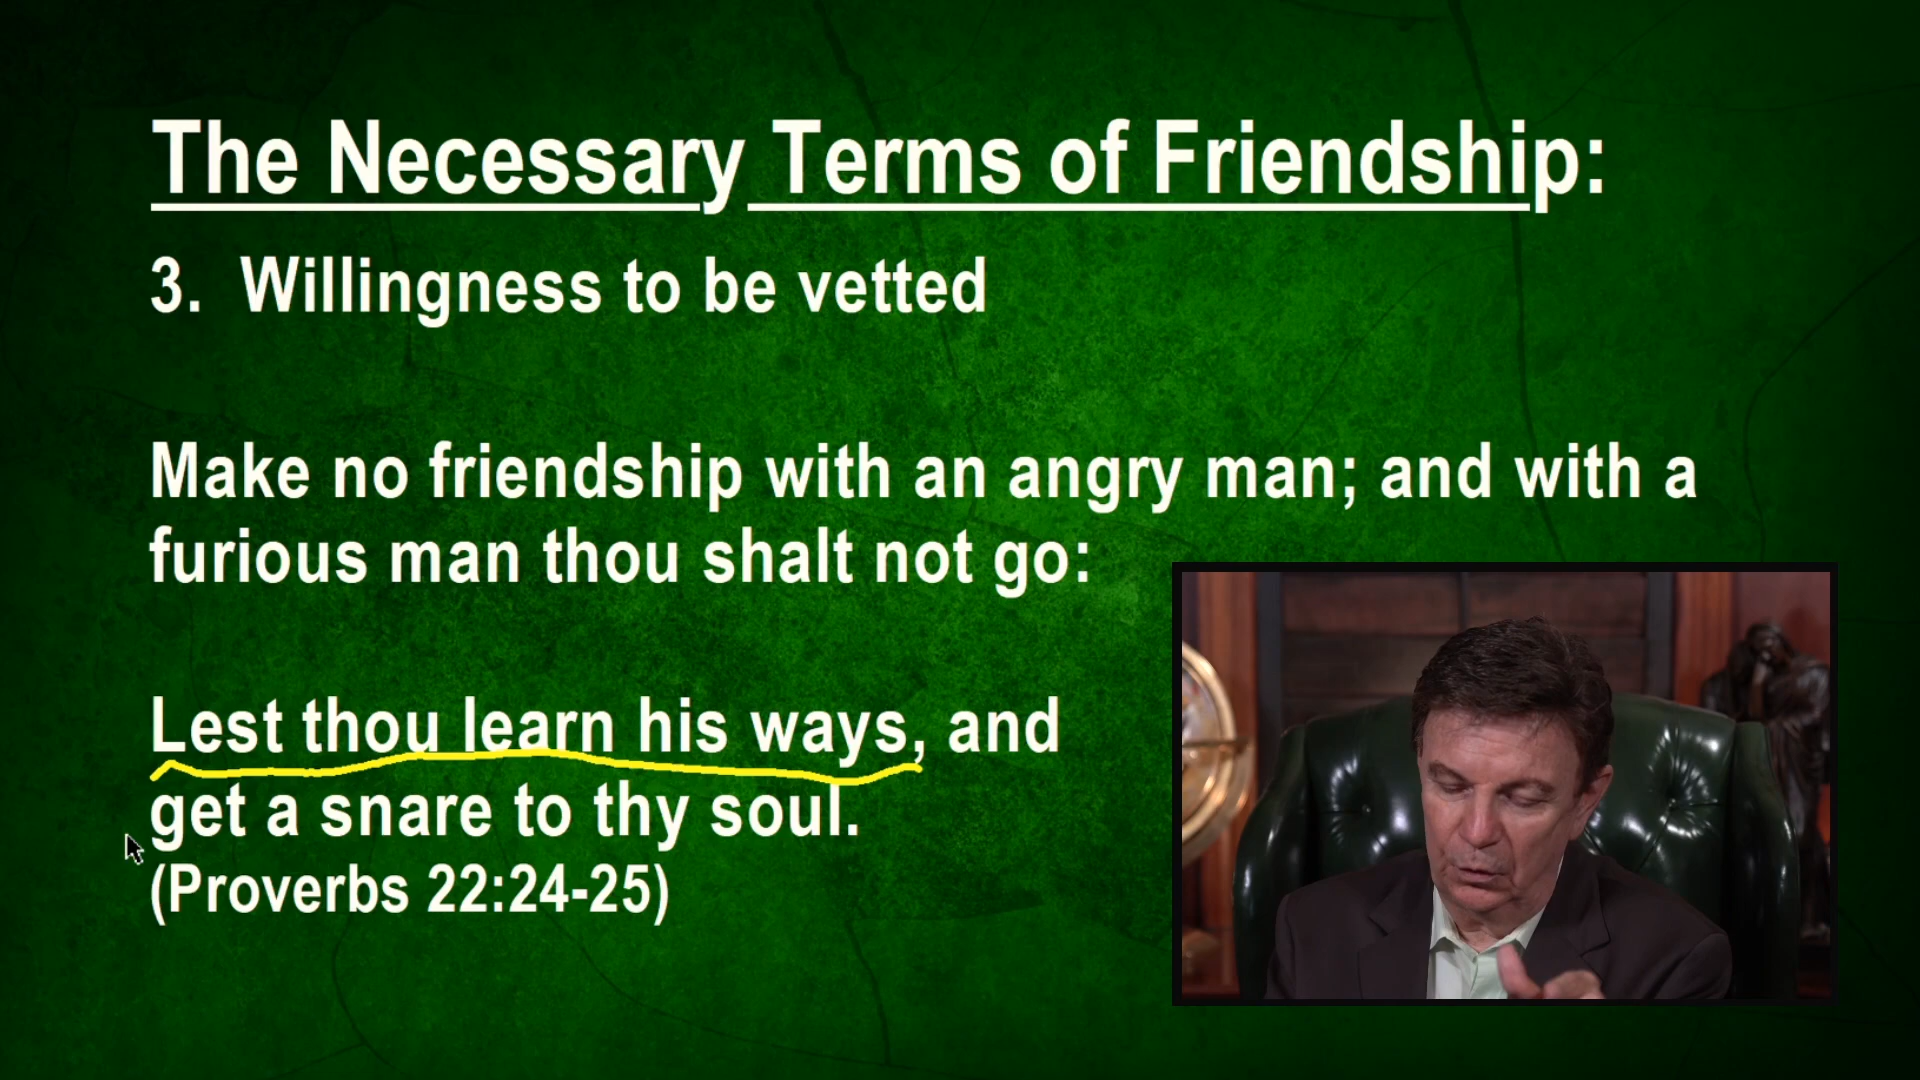 The Necessary Terms of Friendship:
3. Willingness to be vetted
Make no friendship with an angry man; and with a
furious man thou shalt not go:
Lest thou learn his ways, and
get a snare to thy soul.
(Proverbs 22:24-25)